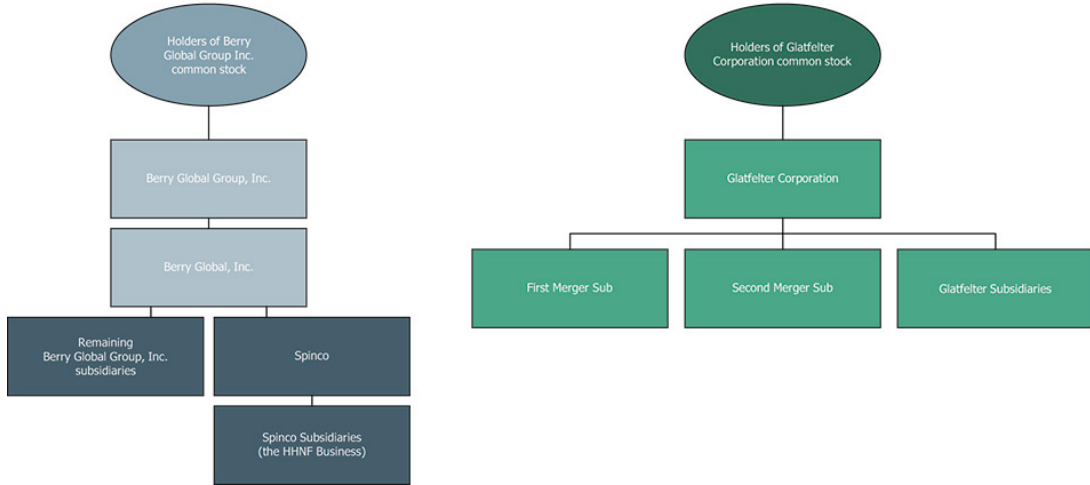 Holders of Berry
Global Group Inc.
common stock
Berry Global Group, Inc.
Berry Global, Inc.
Remaining
Berry Global Group, Inc.
subsidiaries
Spinco
Spinco Subsidiaries
(the HHNF Business)
Holders of Glatfelter
Corporation common stock
Glatfelter Corporation
First Merger Sub
Second Merger Sub
Glatfelter Subsidiaries